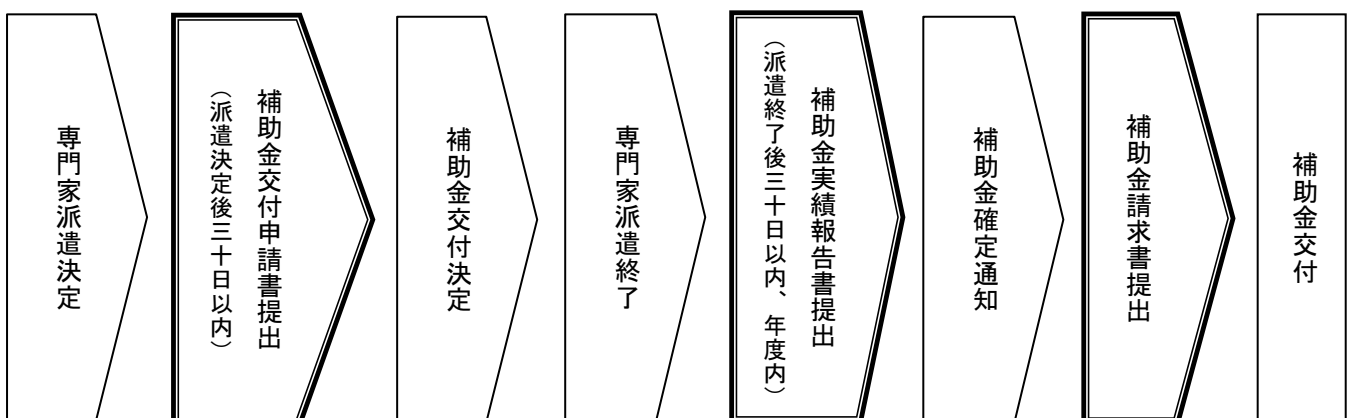 専門家派遣決定
補助金交付申請書提出
（派遣決定後三十日以内）
補助金交付決定
専門家派遣終了
補助金実績報告書提出
（派遣終了後三十日以内、年度内）
補助金確定通知
補助金請求書提出
補助金交付